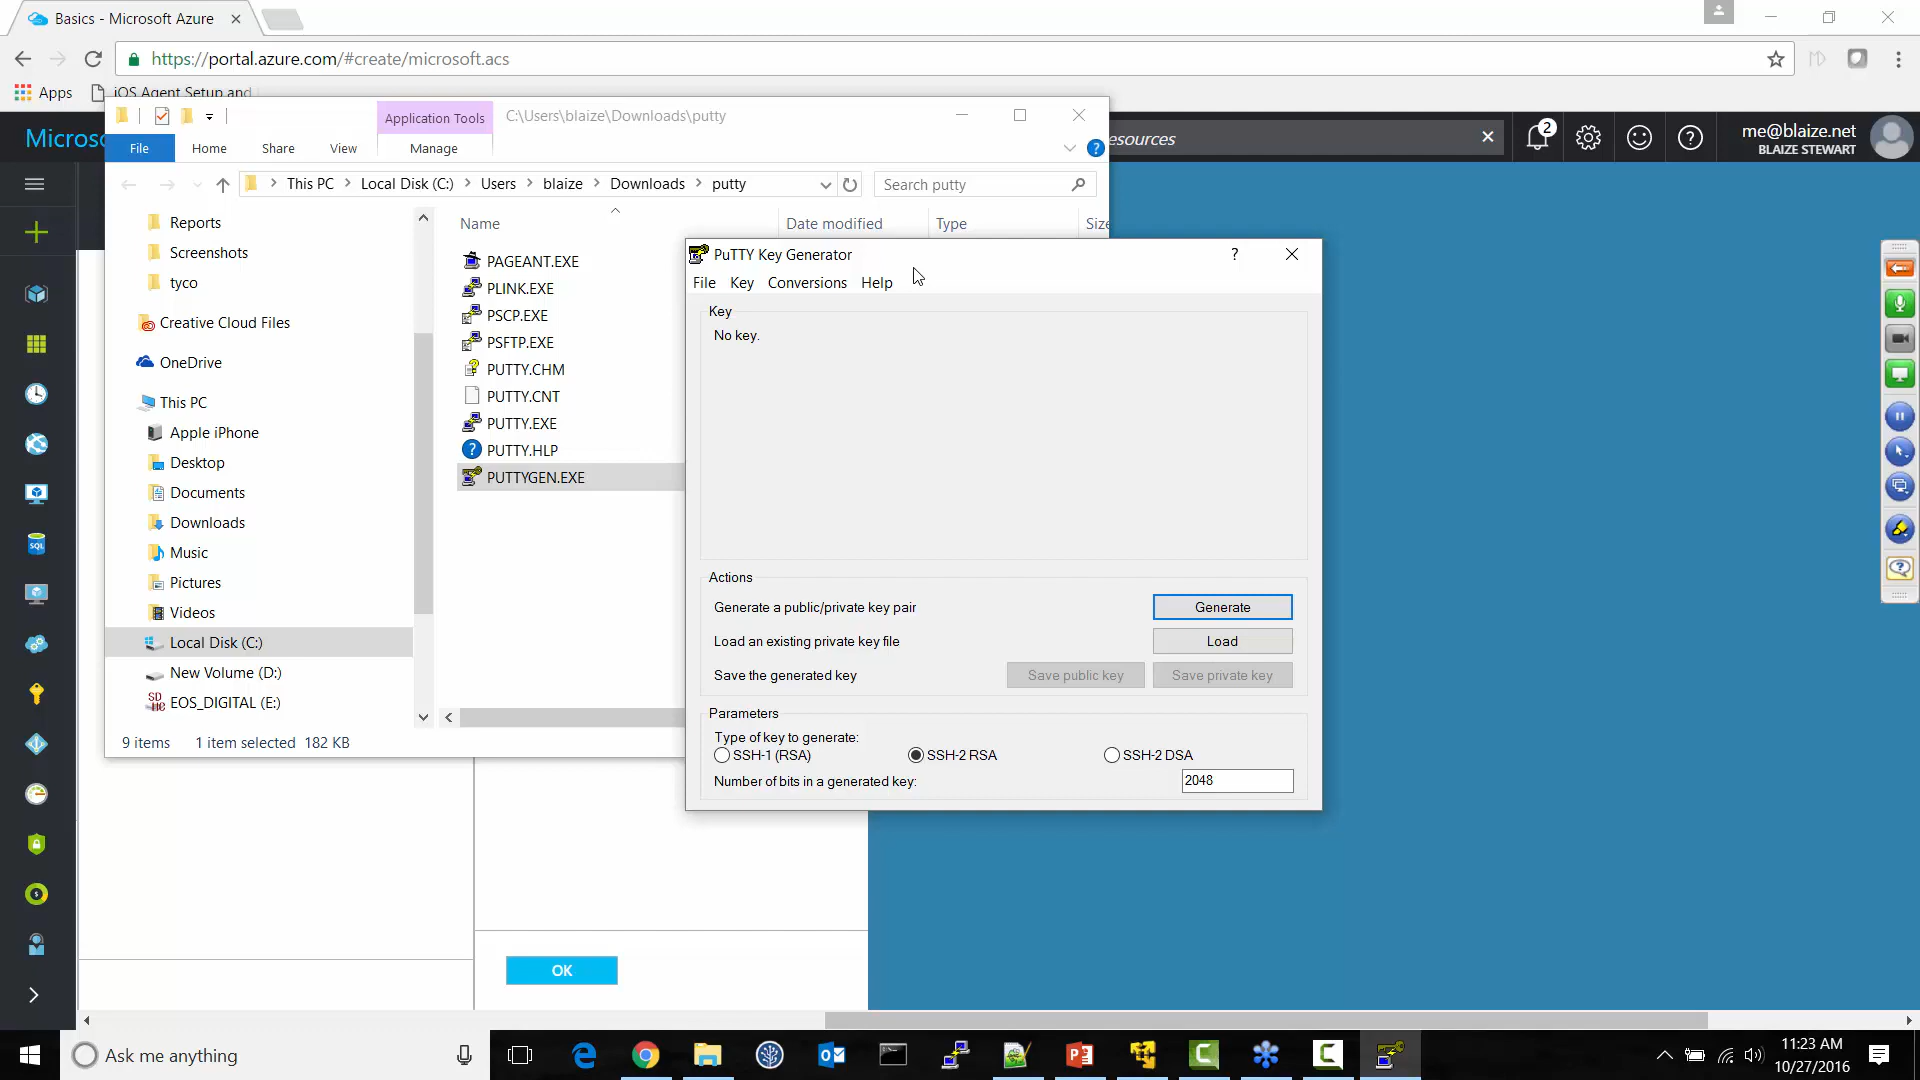 Basics - Microsoft Azure
https://portal.azure.com/#create/microsoft.acs
Apps
iOS Agent Setup and
Application Tools
C:\Users\blaize\Downloads\putty
File
Home
Share
View
Manage
esources
2
me@blaize.net
BLAIZE STEWART
This PC
Local Disk (C:)
Users
blaize
Downloads
putty
Search putty
Reports
Screenshots
tyco
Creative Cloud Files
OneDrive
This PC
Apple iPhone
Desktop
Documents
Downloads
Music
Pictures
Videos
Local Disk (C:)
New Volume (D:)
EOS_DIGITAL (E:)
Name
Date modified
Type
Size
PAGEANT.EXE
PLINK.EXE
PSCP.EXE
PSFTP.EXE
PUTTY.CHM
PUTTY.CNT
PUTTY.EXE
PUTTY.HLP
PUTTYGEN.EXE
9 items
1 item selected 182 KB
PuTTY Key Generator
File
Key
Conversions
Help
Key
No key.
Actions
Generate a public/private key pair
Generate
Load an existing private key file
Load
Save the generated key
Save public key
Save private key
Parameters
Type of key to generate:
SSH-1 (RSA)
SSH-2 RSA
SSH-2 DSA
Number of bits in a generated key:
2048
OK
Ask me anything
11:23 AM
10/27/2016